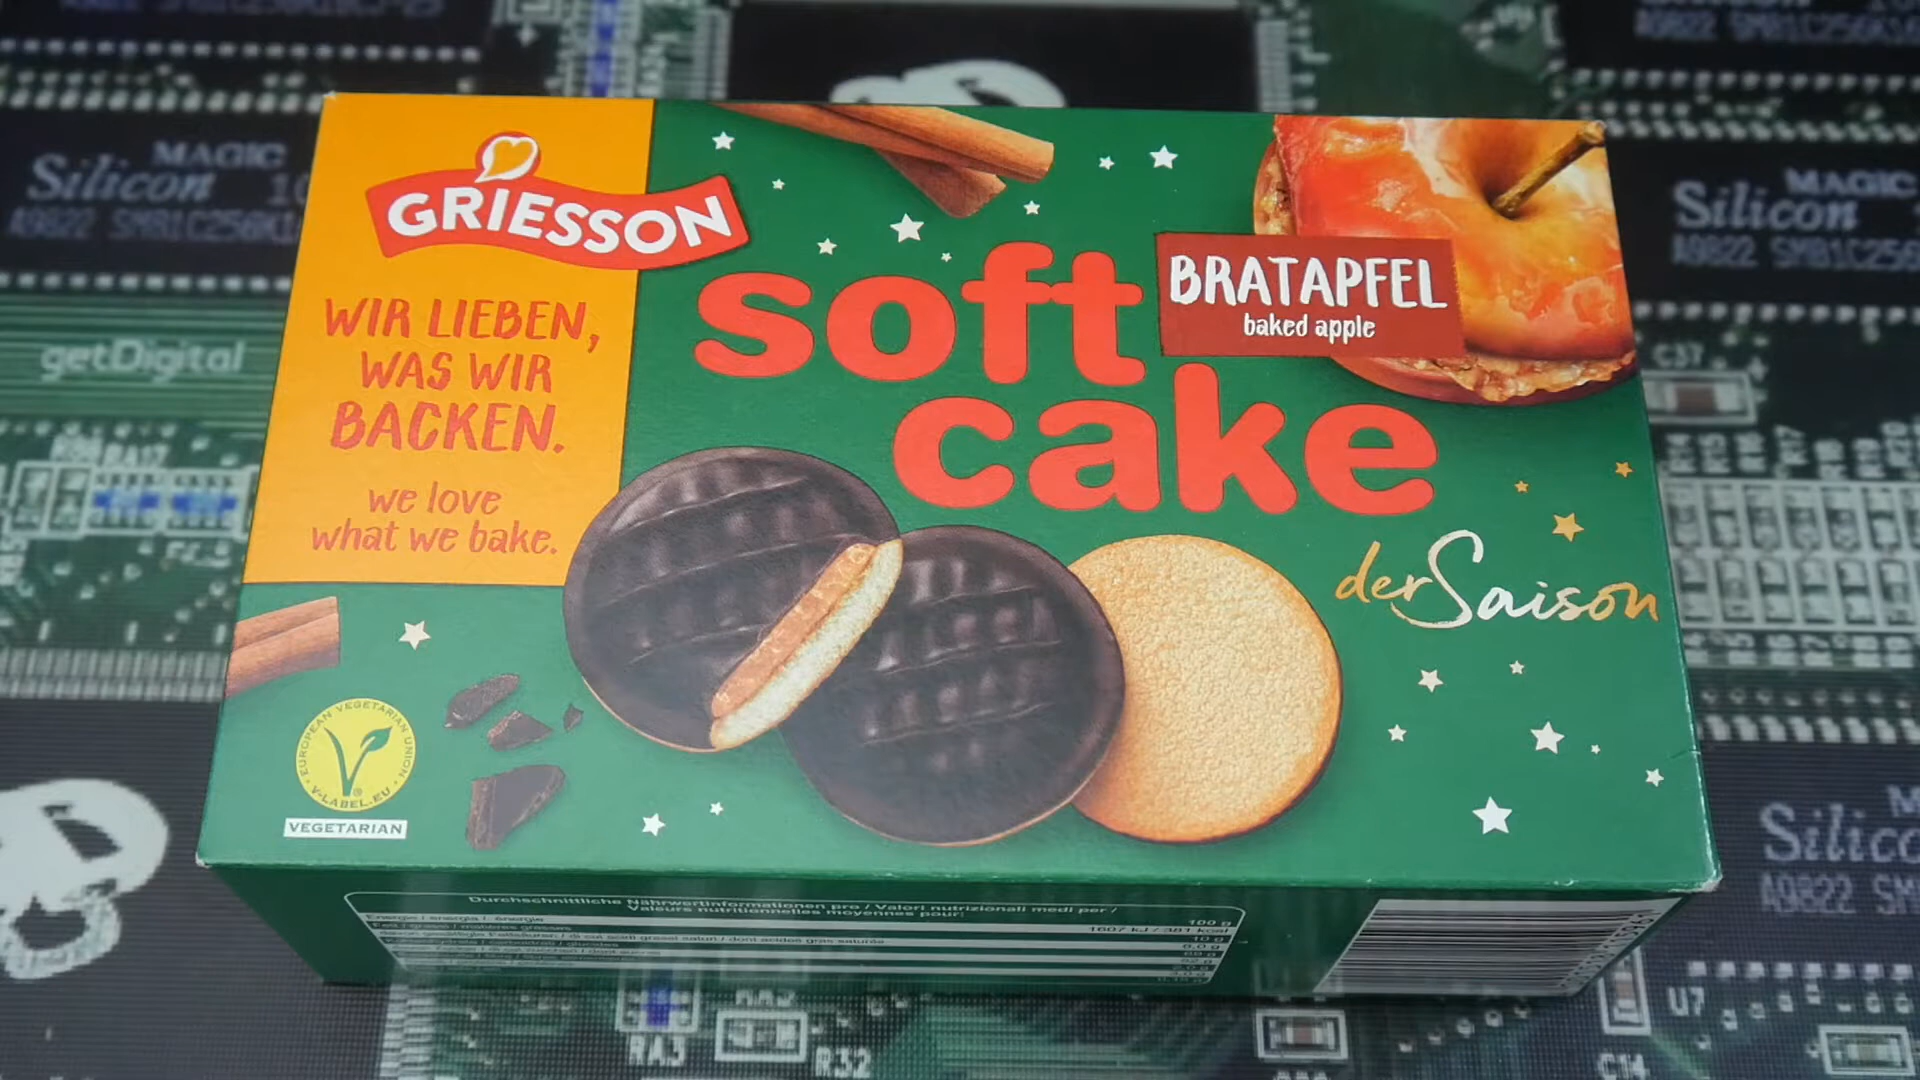 MAGIC
Silicon
getDigital
GRIESSON
WIR LIEBEN,
WAS WIR
BACKEN.
we love
what we bake.
soft
cake
BRATAPFEL
baked apple
der Saison
EUROPEAN VEGETARIAN UNION
V-LABEL.EU
VEGETARIAN
Durchschnittliche Nährwertinformationen pro / Valori nutrizionali medi per /
Valeurs nutritionnelles moyennes pour:
100 g
1607 kJ / 381 kcal
MAGIC
Silicon
A9822
C37
RA3
R32
U7
C14